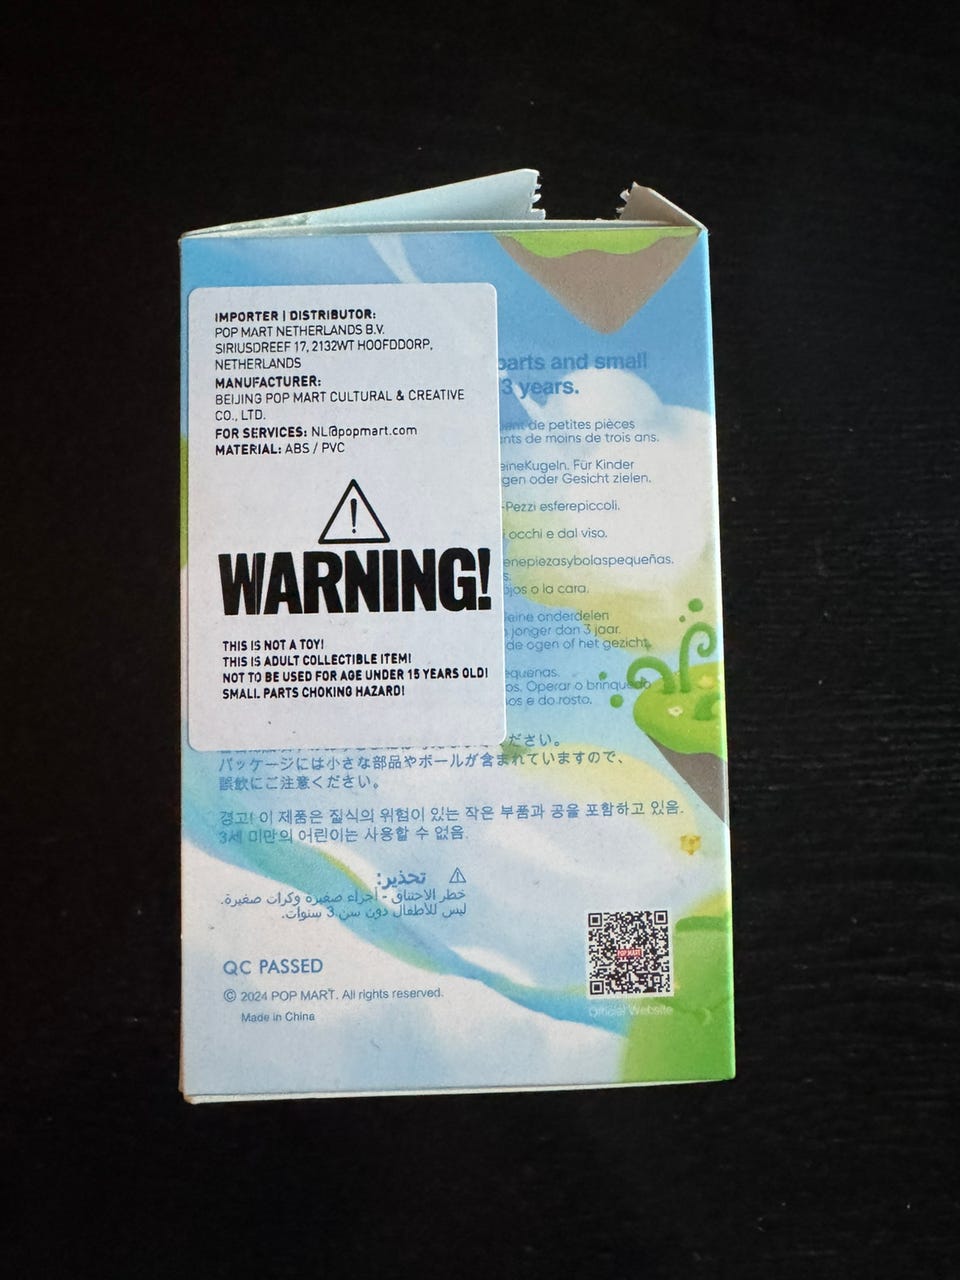 IMPORTER | DISTRIBUTOR:
POP MART NETHERLANDS B.V.
SIRIUSDREEF 17, 2132WT HOOFDDORP,
NETHERLANDS
MANUFACTURER:
BEIJING POP MART CULTURAL & CREATIVE
CO., LTD.
FOR SERVICES: NL@popmart.com
MATERIAL: ABS / PVC
WARNING!
THIS IS NOT A TOY!
THIS IS ADULT COLLECTIBLE ITEM!
NOT TO BE USED FOR AGE UNDER 15 YEARS OLD!
SMALL PARTS CHOKING HAZARD!
parts and small
3 years.
de petites pièces
de moins de trois ans.
Für Kinder
oder Gesicht zielen.
-Pezzi esferepiccoli.
occhi e dal viso.
enepiezasybolaspequeñas.
o la cara.
onderdelen
jonger dan 3 jaar.
de ogen of het gezicht.
Operar o brinquedo
o do rosto.
ださい。
パッケージには小さな部品やボールが含まれていますので、
誤飲にご注意ください。
경고! 이 제품은 질식의 위험이 있는 작은 부품과 공을 포함하고 있음.
3세 미만의 어린이는 사용할 수 없음.
تحذير:
خطر الاختناق - أجزاء صغيرة وكرات صغيرة.
ليس للأطفال دون سن 3 سنوات.
QC PASSED
© 2024 POP MART. All rights reserved.
Made in China
POP MART
Official Website